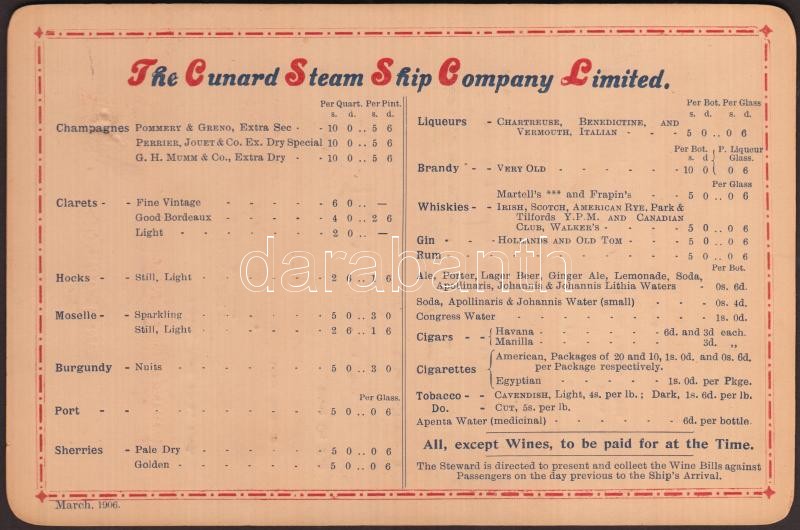 The Cunard Steam Ship Company Limited.
Per Quart. Per Pint.
s. d. s. d.
Champagnes Pommery & Greno, Extra Sec - - 10 0 .. 5 6
Perrier, Jouet & Co. Ex. Dry Special 10 0 .. 5 6
G. H. Mumm & Co., Extra Dry - - 10 0 .. 5 6
Clarets - - Fine Vintage - - - - - 6 0 .. —
Good Bordeaux - - - - 4 0 .. 2 6
Light - - - - - - 2 0 .. —
Hocks - - Still, Light - - - - - 2 0 .. 1 6
Moselle - - Sparkling - - - - - 5 0 .. 3 0
Still, Light - - - - - 2 6 .. 1 6
Burgundy - Nuits - - - - - - 5 0 .. 3 0
Per Glass.
Port - - - - - - - - 5 0 .. 0 6
Sherries - Pale Dry - - - - - 5 0 .. 0 6
Golden - - - - - - 5 0 .. 0 6
March, 1906.
Per Bot. Per Glass
s. d. s. d.
Liqueurs - Chartreuse, Benedictine, and
Vermouth, Italian - - - 5 0 .. 0 6
Per Bot. P. Liqueur
s. d Glass.
Brandy - - Very Old - - - - - 10 0 0 6
Per Glass
Martell's *** and Frapin's - - 5 0 .. 0 6
Whiskies - - Irish, Scotch, American Rye, Park &
Tilfords Y.P.M. and Canadian
Club, Walker's - - - - 5 0 .. 0 6
Gin - - Hollands and Old Tom - - - 5 0 .. 0 6
Rum - - - - - - - - 5 0 .. 0 6
Per Bot.
Ale, Porter, Lager Beer, Ginger Ale, Lemonade, Soda,
Apollinaris, Johannis & Johannis Lithia Waters - 0s. 6d.
Soda, Apollinaris & Johannis Water (small) - - - 0s. 4d,
Congress Water - - - - - - - 1s. 0d.
Cigars - - Havana - - - - - 6d. and 3d each.
Manilla - - - - - - 3d. „
Cigarettes American, Packages of 20 and 10, 1s. 0d. and 0s. 6d.
per Package respectively.
Egyptian - - - - - 1s. 0d. per Pkge.
Tobacco - - Cavendish, Light, 4s. per lb.; Dark, 1s. 6d. per lb.
Do. - Cut, 5s. per lb.
Apenta Water (medicinal) - - - - 6d. per bottle.
All, except Wines, to be paid for at the Time.
The Steward is directed to present and collect the Wine Bills against
Passengers on the day previous to the Ship's Arrival.
darabanth